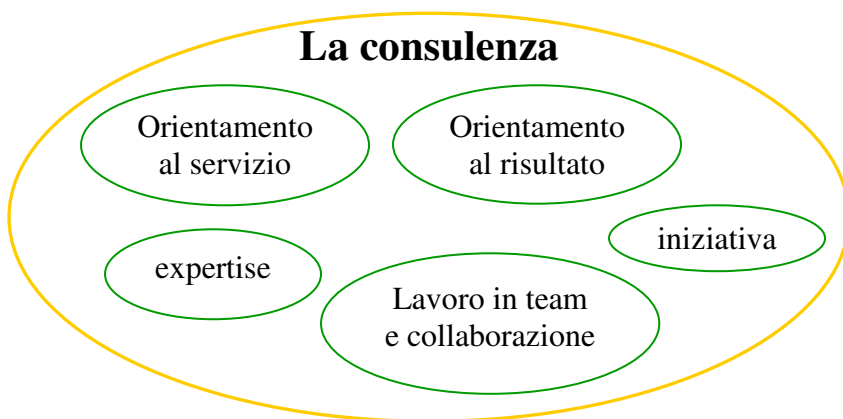 La consulenza
Orientamento
al servizio
Orientamento
al risultato
iniziativa
expertise
Lavoro in team
e collaborazione